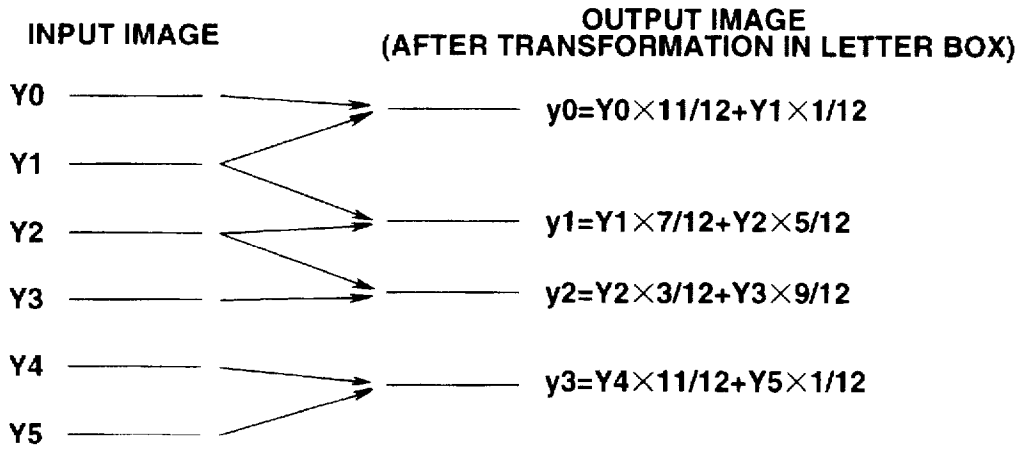 INPUT IMAGE
OUTPUT IMAGE
(AFTER TRANSFORMATION IN LETTER BOX)
Y0
y0=Y0×11/12+Y1×1/12
Y1
Y2
y1=Y1×7/12+Y2×5/12
Y3
y2=Y2×3/12+Y3×9/12
Y4
y3=Y4×11/12+Y5×1/12
Y5